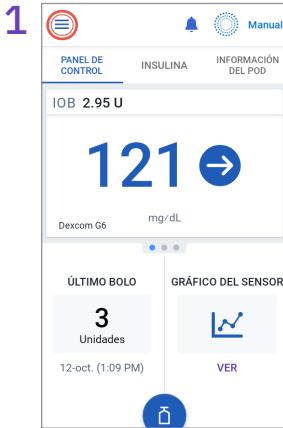 1
Manual
PANEL DE
CONTROL
INSULINA
INFORMACIÓN
DEL POD
IOB 2.95 U
121
mg/dL
Dexcom G6
ÚLTIMO BOLO
GRÁFICO DEL SENSOR
3
Unidades
12-oct. (1:09 PM)
VER